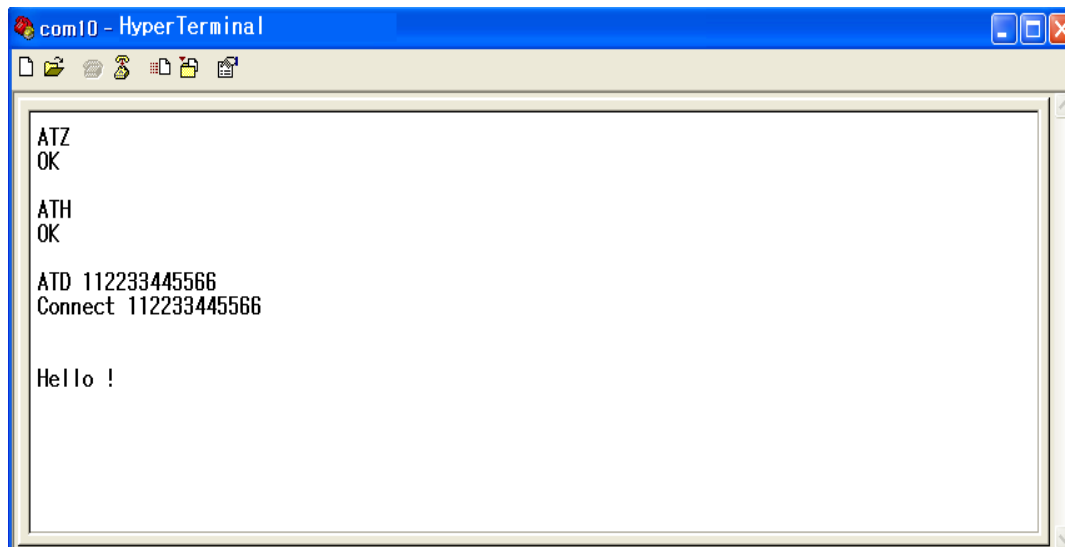 com10 - HyperTerminal
ATZ
OK
ATH
OK
ATD 112233445566
Connect 112233445566
Hello !